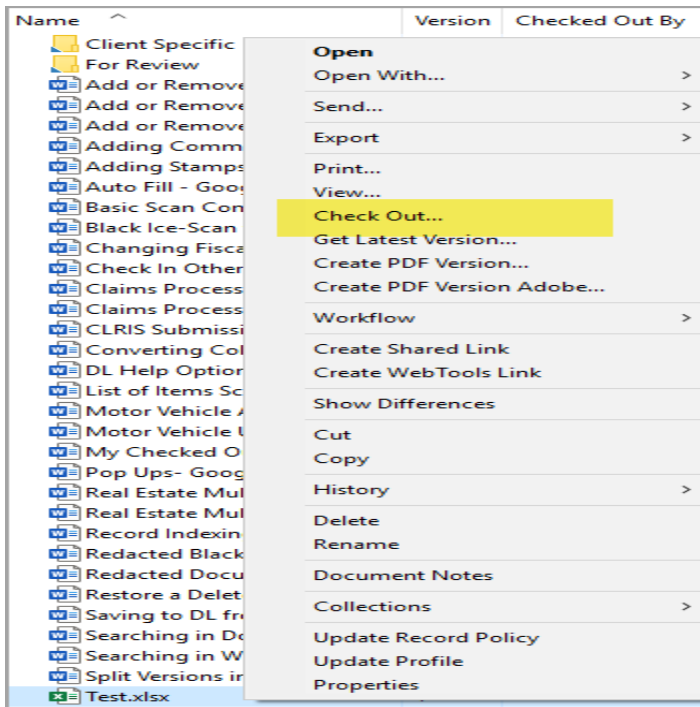 Name Version Checked Out By
Client Specific
For Review
Add or Remove
Add or Remove
Add or Remove
Adding Comm
Adding Stamps
Auto Fill - Goo
Basic Scan Con
Black Ice-Scan
Changing Fisca
Check In Other
Claims Process
Claims Process
CLRIS Submissi
Converting Col
DL Help Option
List of Items Sc
Motor Vehicle
Motor Vehicle
My Checked O
Pop Ups- Goog
Real Estate Mul
Real Estate Mul
Record Indexin
Redacted Black
Redacted Docu
Restore a Delet
Saving to DL fr
Searching in Do
Searching in W
Split Versions in
Test.xlsx
Open
Open With... >
Send... >
Export >
Print...
View...
Check Out...
Get Latest Version...
Create PDF Version...
Create PDF Version Adobe...
Workflow >
Create Shared Link
Create WebTools Link
Show Differences
Cut
Copy
History >
Delete
Rename
Document Notes
Collections >
Update Record Policy
Update Profile
Properties